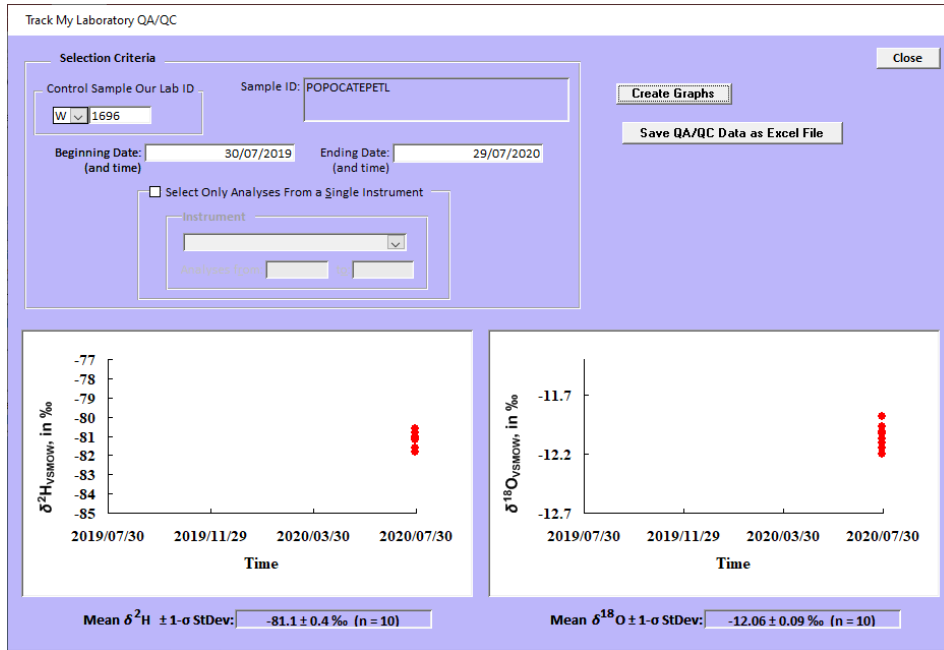 Track My Laboratory QA/QC
Selection Criteria
Close
Control Sample Our Lab ID
Sample ID: POPOCATEPETL
W 1696
Create Graphs
Save QA/QC Data as Excel File
Beginning Date: 30/07/2019 Ending Date: 29/07/2020
(and time) (and time)
Select Only Analyses From a Single Instrument
Instrument
-77
-78
-79
-80
-81
-82
-83
-84
-85
δ²H_VSMOW, in ‰
2019/07/30 2019/11/29 2020/03/30 2020/07/30
Time
-11.7
-12.2
-12.7
δ¹⁸O_VSMOW, in ‰
2019/07/30 2019/11/29 2020/03/30 2020/07/30
Time
Mean δ²H ± 1-σ StDev: -81.1 ± 0.4 ‰ (n = 10)
Mean δ¹⁸O ± 1-σ StDev: -12.06 ± 0.09 ‰ (n = 10)